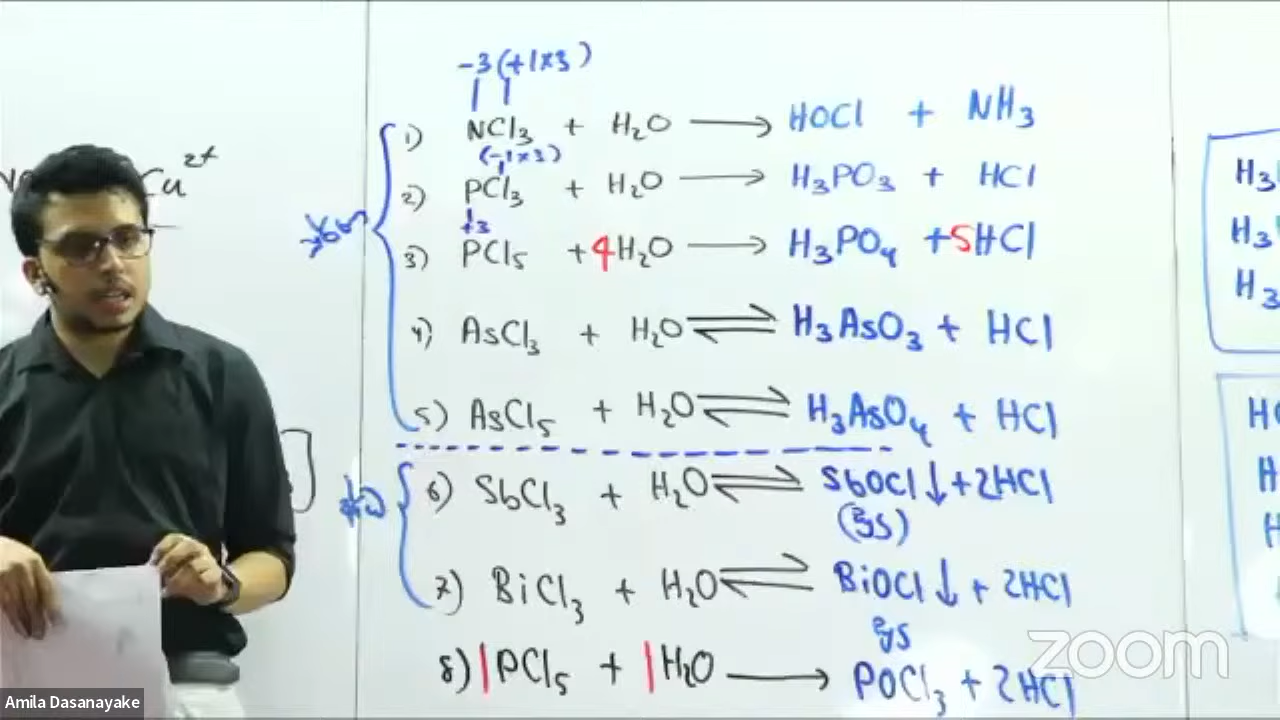 -3 (+1×3)
1) NCl₃ + H₂O ⟶ HOCl + NH₃
(-1×3)
2) PCl₃ + H₂O ⟶ H₃PO₃ + HCl
+3
3) PCl₅ + 4H₂O ⟶ H₃PO₄ + 5HCl
4) AsCl₃ + H₂O ⇌ H₃AsO₃ + HCl
5) AsCl₅ + H₂O ⇌ H₃AsO₄ + HCl
6) SbCl₃ + H₂O ⇌ SbOCl↓ + 2HCl
7) BiCl₃ + H₂O ⇌ BiOCl↓ + 2HCl
8) 1PCl₅ + 1H₂O ⟶ POCl₃ + 2HCl
2+
H₃
H₃
H₃
H
H
zoom
Amila Dasanayake